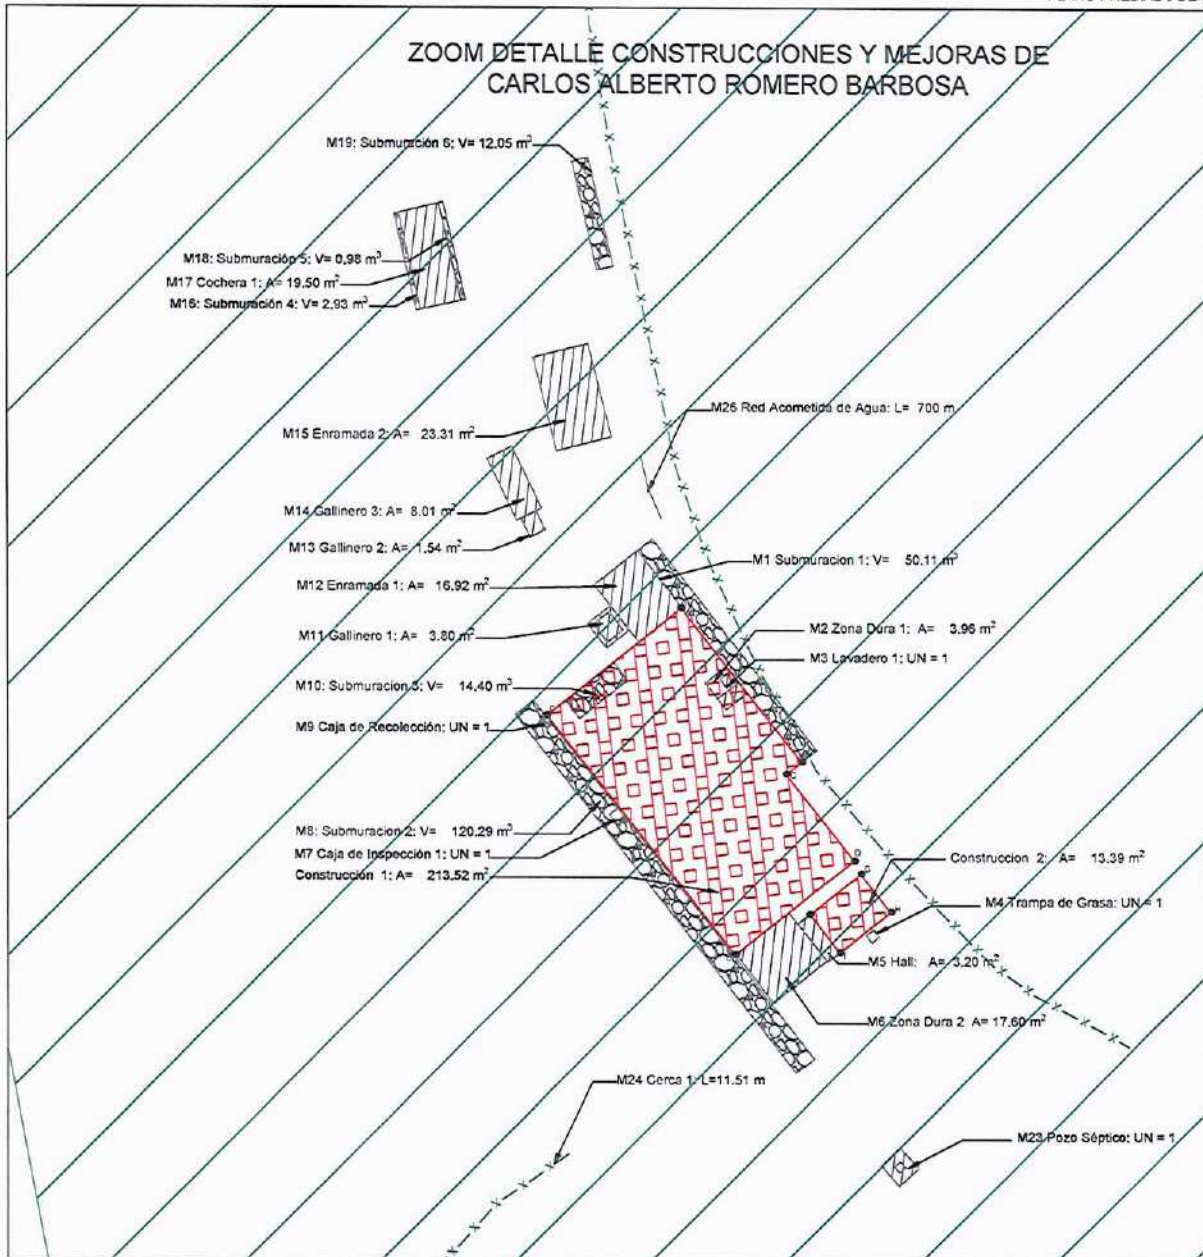 ZOOM DETALLE CONSTRUCCIONES Y MEJORAS DE
CARLOS ALBERTO ROMERO BARBOSA
M19: Submuración 6: V= 12.05 m³
M18: Submuración 5: V= 0,98 m³
M17 Cochera 1: A= 19.50 m²
M16: Submuración 4: V= 2,93 m³
M26 Red Acometida de Agua: L= 700 m
M15 Enramada 2: A= 23.31 m²
M14 Gallinero 3: A= 8.01 m²
M13 Gallinero 2: A= 1.54 m²
M1 Submuracion 1: V= 50.11 m³
M12 Enramada 1: A= 16.92 m²
M2 Zona Dura 1: A= 3.96 m²
M11 Gallinero 1: A= 3.80 m²
M3 Lavadero 1: UN = 1
M10: Submuracion 3: V= 14.40 m³
M9 Caja de Recolección: UN = 1
M8: Submuracion 2: V= 120.29 m³
M7 Caja de Inspección 1: UN = 1
Construcción 1: A= 213.52 m²
Construccion 2: A= 13.39 m²
M4 Trampa de Grasa: UN = 1
M5 Hall: A= 3.20 m²
M6 Zona Dura 2 A= 17.60 m²
M24 Cerca 1: L=11.51 m
M23 Pozo Séptico: UN = 1
C
D
G
H